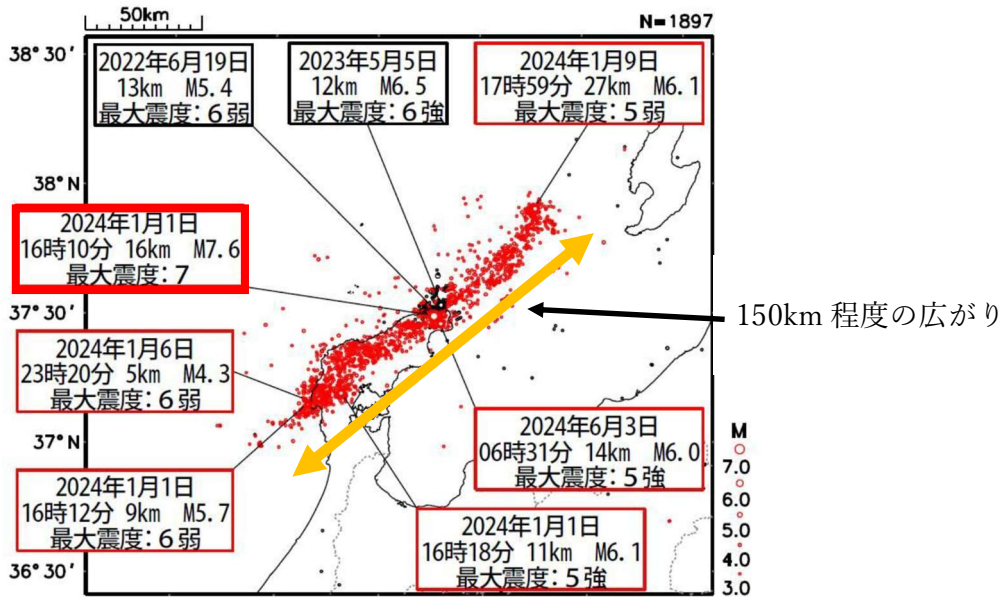 50km
N=1897
38°30′
2022年6月19日
13km M5.4
最大震度:6弱
2023年5月5日
12km M6.5
最大震度:6強
2024年1月9日
17時59分 27km M6.1
最大震度:5弱
38°N
2024年1月1日
16時10分 16km M7.6
最大震度:7
37°30′
150km 程度の広がり
2024年1月6日
23時20分 5km M4.3
最大震度:6弱
37°N
2024年6月3日
06時31分 14km M6.0
最大震度:5強
2024年1月1日
16時12分 9km M5.7
最大震度:6弱
2024年1月1日
16時18分 11km M6.1
最大震度:5強
36°30′
M
7.0
6.0
5.0
4.0
3.0